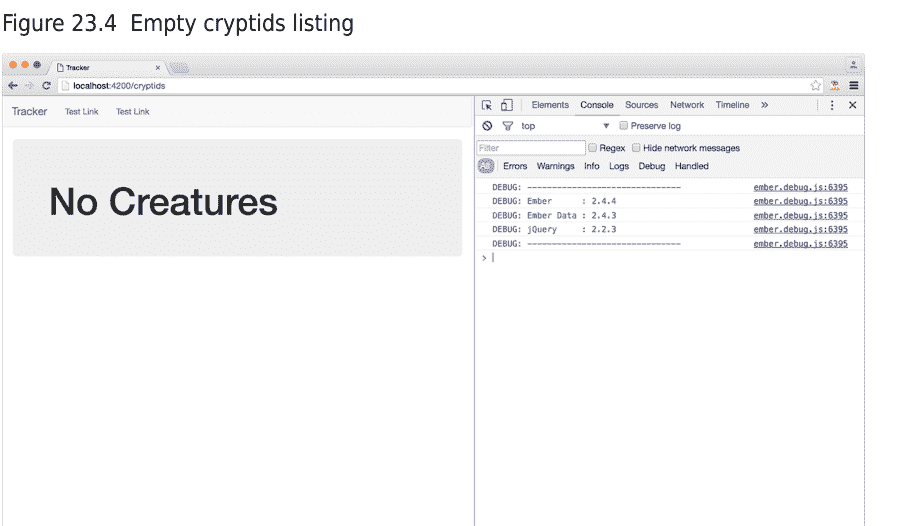 Figure 23.4 Empty cryptids listing
Tracker
localhost:4200/cryptids
Tracker Test Link Test Link
No Creatures
Elements Console Sources Network Timeline »
top ▼ Preserve log
Filter Regex Hide network messages
All Errors Warnings Info Logs Debug Handled
DEBUG: ------------------------------- ember.debug.js:6395
DEBUG: Ember : 2.4.4 ember.debug.js:6395
DEBUG: Ember Data : 2.4.3 ember.debug.js:6395
DEBUG: jQuery : 2.2.3 ember.debug.js:6395
DEBUG: ------------------------------- ember.debug.js:6395
>